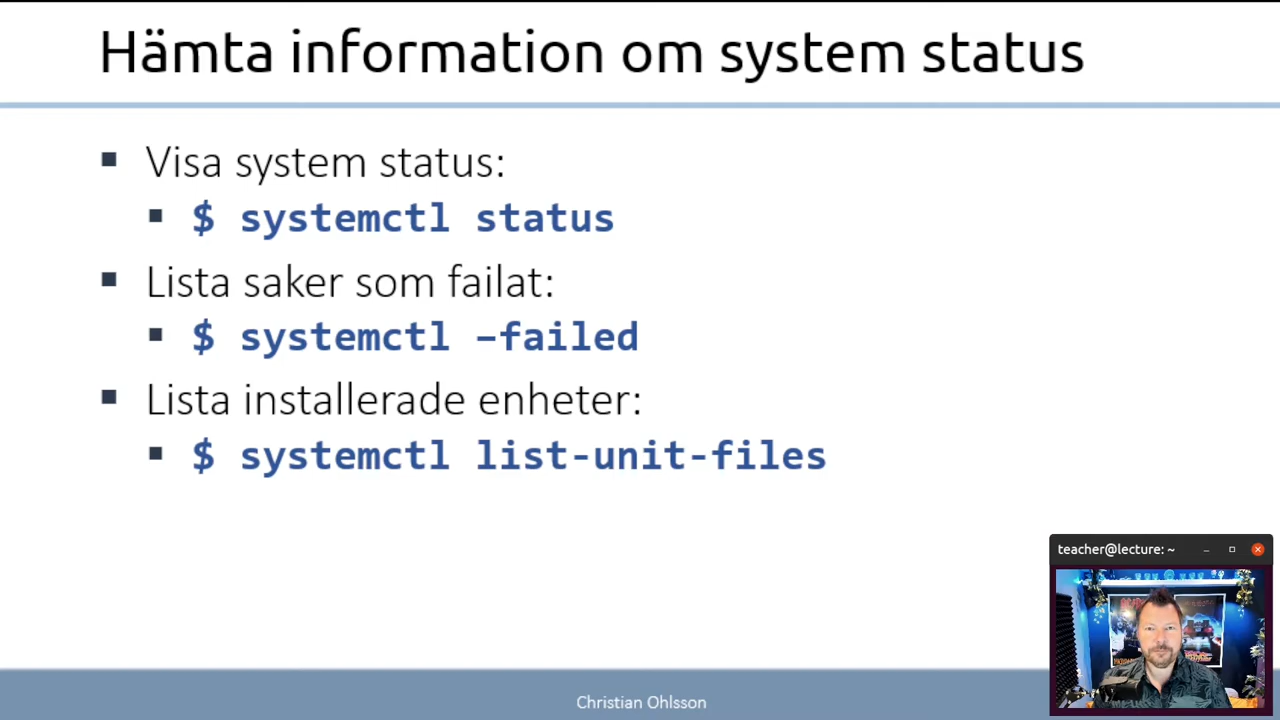 Hämta information om system status
Visa system status:
$ systemctl status
Lista saker som failat:
$ systemctl –failed
Lista installerade enheter:
$ systemctl list-unit-files
teacher@lecture: ~
Christian Ohlsson